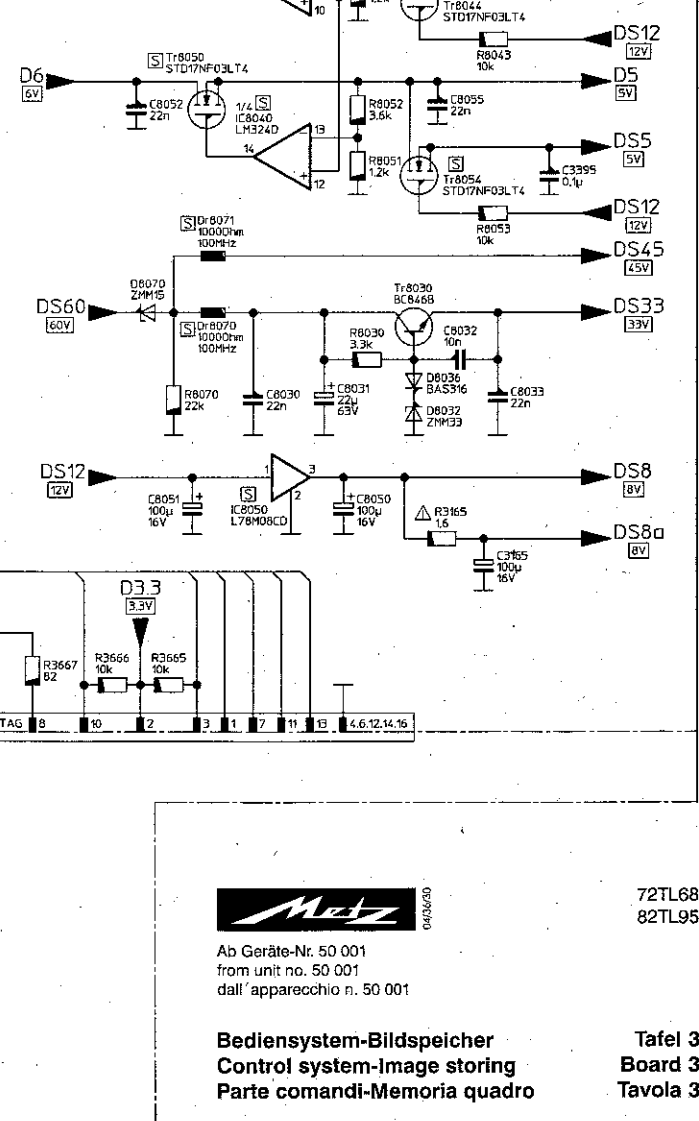 10
Tr8044
STD17NF03LT4
DS12
12V
R8043
10k
S Tr8050
STD17NF03LT4
D6
6V
C8052
22n
1/4 S
IC8040
LM324D
13
14
12
R8052
3.6k
C8055
22n
D5
5V
R8051
1.2k
S
Tr8054
STD17NF03LT4
DS5
5V
C3395
0,1µ
R8053
10k
DS12
12V
S Dr8071
1000Ohm
100MHz
DS45
45V
D8070
ZMM15
DS60
60V
S Dr8070
1000Ohm
100MHz
Tr8030
BC846B
DS33
33V
R8030
3.3k
C8032
10n
R8070
22k
C8030
22n
+
C8031
22µ
63V
D8036
BAS316
D8032
ZMM33
C8033
22n
DS12
12V
1
3
2
C8051
100µ
16V
+
S
IC8050
L78M08CD
+
C8050
100µ
16V
DS8
8V
R3165
1.6
DS8a
8V
C3165
100µ
16V
D3.3
3.3V
R3667
82
R3666
10k
R3665
10k
TAG 8
10
2
3
1
7
11
13
4.6.12.14.16
Metz
04/36/30
72TL68
82TL95
Ab Geräte-Nr. 50 001
from unit no. 50 001
dall´apparecchio n. 50 001
Bediensystem-Bildspeicher
Tafel 3
Control system-Image storing
Board 3
Parte comandi-Memoria quadro
Tavola 3